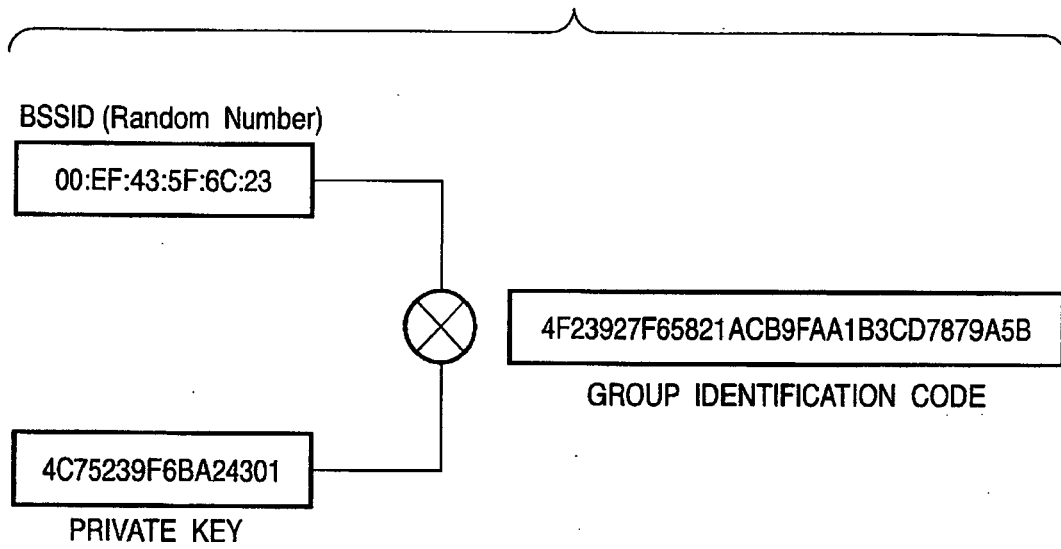 BSSID (Random Number)
00:EF:43:5F:6C:23
4F23927F65821ACB9FAA1B3CD7879A5B
GROUP IDENTIFICATION CODE
4C75239F6BA24301
PRIVATE KEY